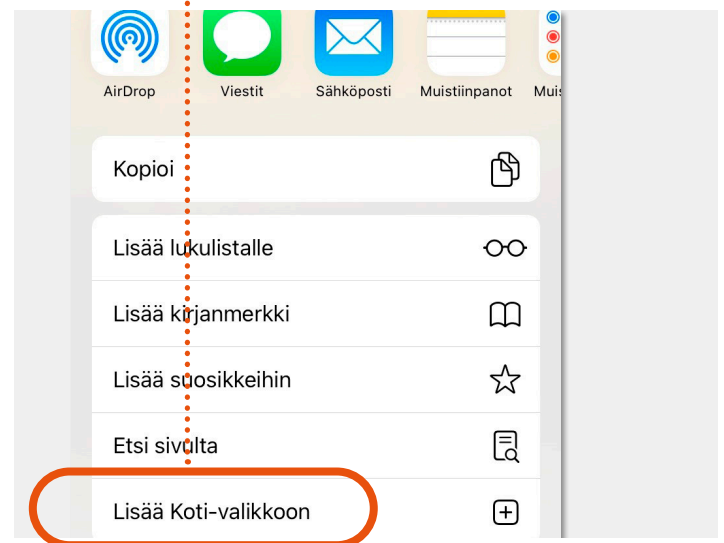 AirDrop Viestit Sähköposti Muistiinpanot
Kopioi
Lisää lukulistalle
Lisää kirjanmerkki
Lisää suosikkeihin
Etsi sivulta
Lisää Koti-valikkoon